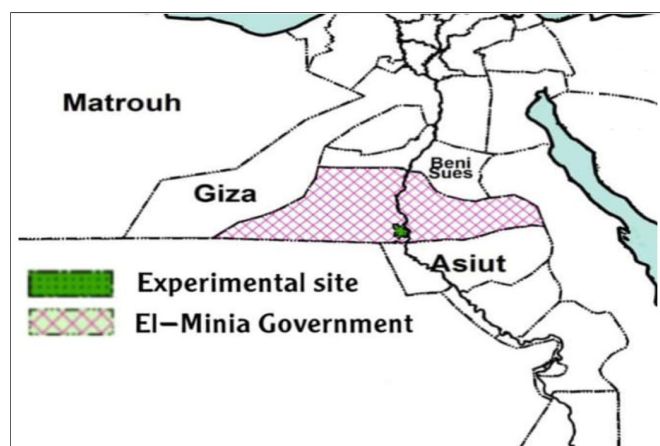 Matrouh
Beni
Sues
Giza
Asiut
Experimental site
El–Minia Government